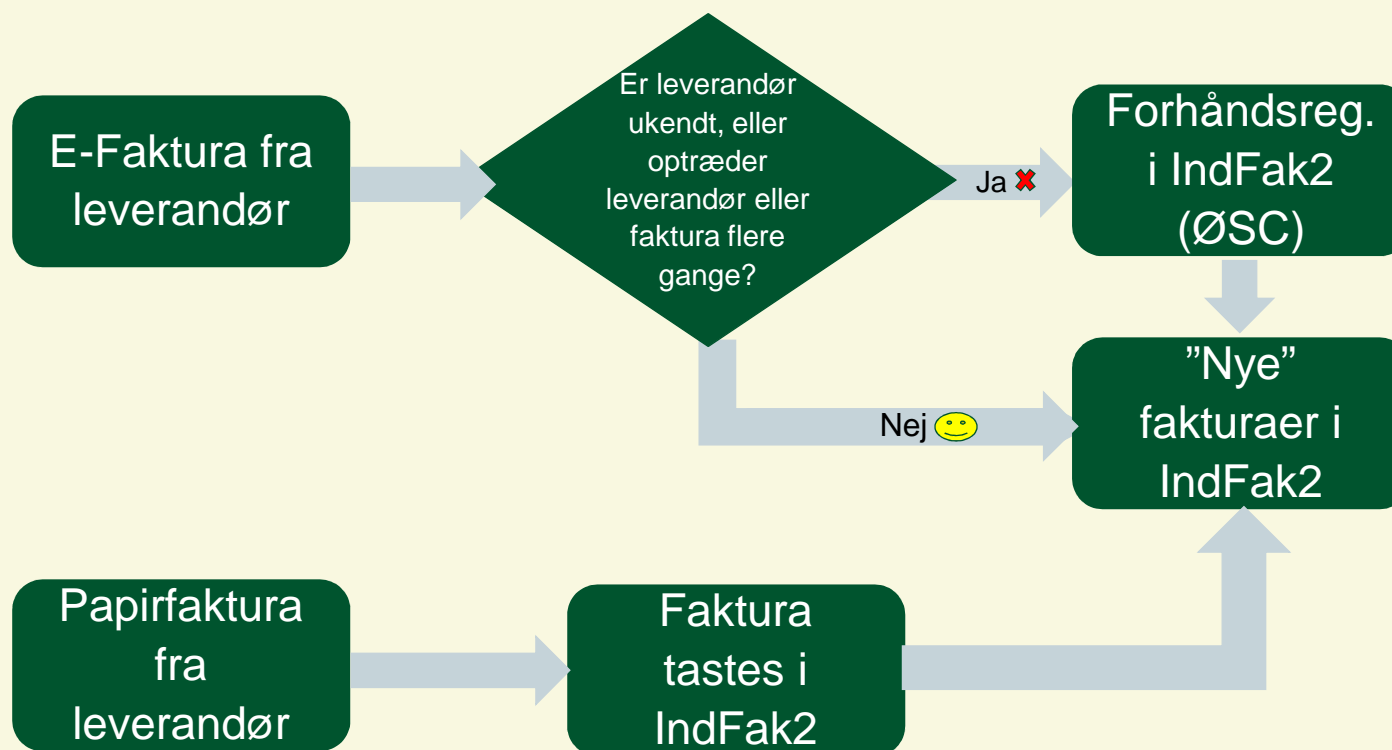 E-Faktura fra
leverandør
Er leverandør
ukendt, eller
optræder
leverandør eller
faktura flere
gange?
Ja
Forhåndsreg.
i IndFak2
(ØSC)
Nej
”Nye”
fakturaer i
IndFak2
Papirfaktura
fra
leverandør
Faktura
tastes i
IndFak2